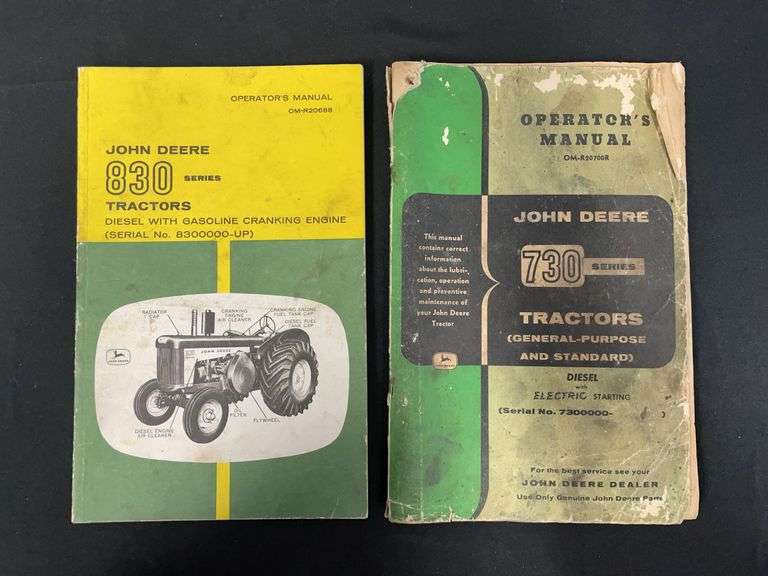 OPERATOR'S MANUAL
OM-R20688
JOHN DEERE
830 SERIES
TRACTORS
DIESEL WITH GASOLINE CRANKING ENGINE
(SERIAL No. 8300000-UP)
RADIATOR
CAP
CRANKING
ENGINE
AIR CLEANER
CRANKING ENGINE
FUEL TANK CAP
DIESEL FUEL
TANK CAP
JOHN DEERE
OIL
FILTER
FLYWHEEL
DIESEL ENGINE
AIR CLEANER
OPERATOR'S
MANUAL
OM-R20700R
This manual
contains correct
information
about the lubri-
cation, operation
and preventive
maintenance of
your John Deere
Tractor
JOHN DEERE
730 SERIES
TRACTORS
(GENERAL-PURPOSE
AND STANDARD)
DIESEL
with
ELECTRIC STARTING
(Serial No. 7300000- )
For the best service see your
JOHN DEERE DEALER
Use Only Genuine John Deere Parts